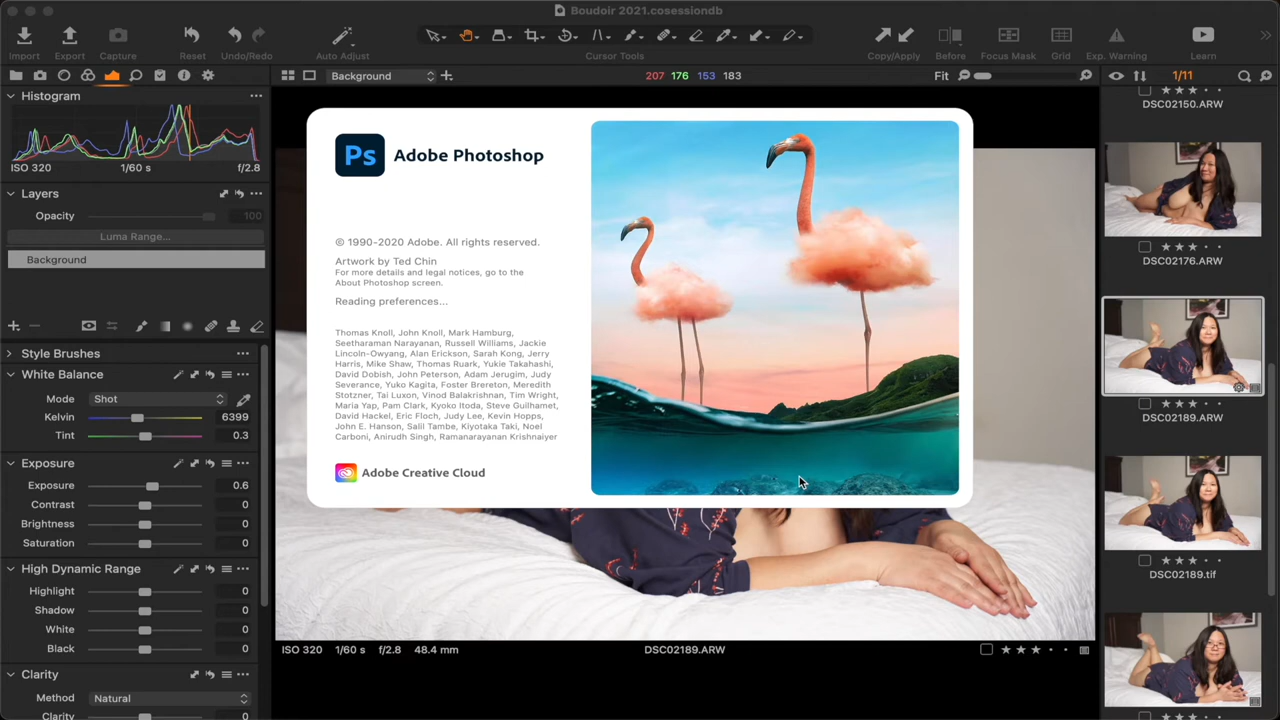 Boudoir 2021.cosessiondb
Import Export Capture Reset Undo/Redo Auto Adjust Cursor Tools Copy/Apply Before Focus Mask Grid Exp. Warning Learn
Background 207 176 153 183 Fit 1/11
Histogram
ISO 320 1/60 s f/2.8
Layers
Opacity 100
Luma Range...
Background
Style Brushes
White Balance
Mode Shot
Kelvin 6399
Tint 0.3
Exposure
Exposure 0.6
Contrast 0
Brightness 0
Saturation 0
High Dynamic Range
Highlight 0
Shadow 0
White 0
Black 0
Clarity
Method Natural
Clarity 0
Ps Adobe Photoshop
© 1990-2020 Adobe. All rights reserved.
Artwork by Ted Chin
For more details and legal notices, go to the
About Photoshop screen.
Reading preferences...
Thomas Knoll, John Knoll, Mark Hamburg,
Seetharaman Narayanan, Russell Williams, Jackie
Lincoln-Owyang, Alan Erickson, Sarah Kong, Jerry
Harris, Mike Shaw, Thomas Ruark, Yukie Takahashi,
David Dobish, John Peterson, Adam Jerugim, Judy
Severance, Yuko Kagita, Foster Brereton, Meredith
Stotzner, Tai Luxon, Vinod Balakrishnan, Tim Wright,
Maria Yap, Pam Clark, Kyoko Itoda, Steve Guilhamet,
David Hackel, Eric Floch, Judy Lee, Kevin Hopps,
John E. Hanson, Salil Tambe, Kiyotaka Taki, Noel
Carboni, Anirudh Singh, Ramanarayanan Krishnaiyer
Adobe Creative Cloud
ISO 320 1/60 s f/2.8 48.4 mm DSC02189.ARW
DSC02150.ARW
DSC02176.ARW
DSC02189.ARW
DSC02189.tif